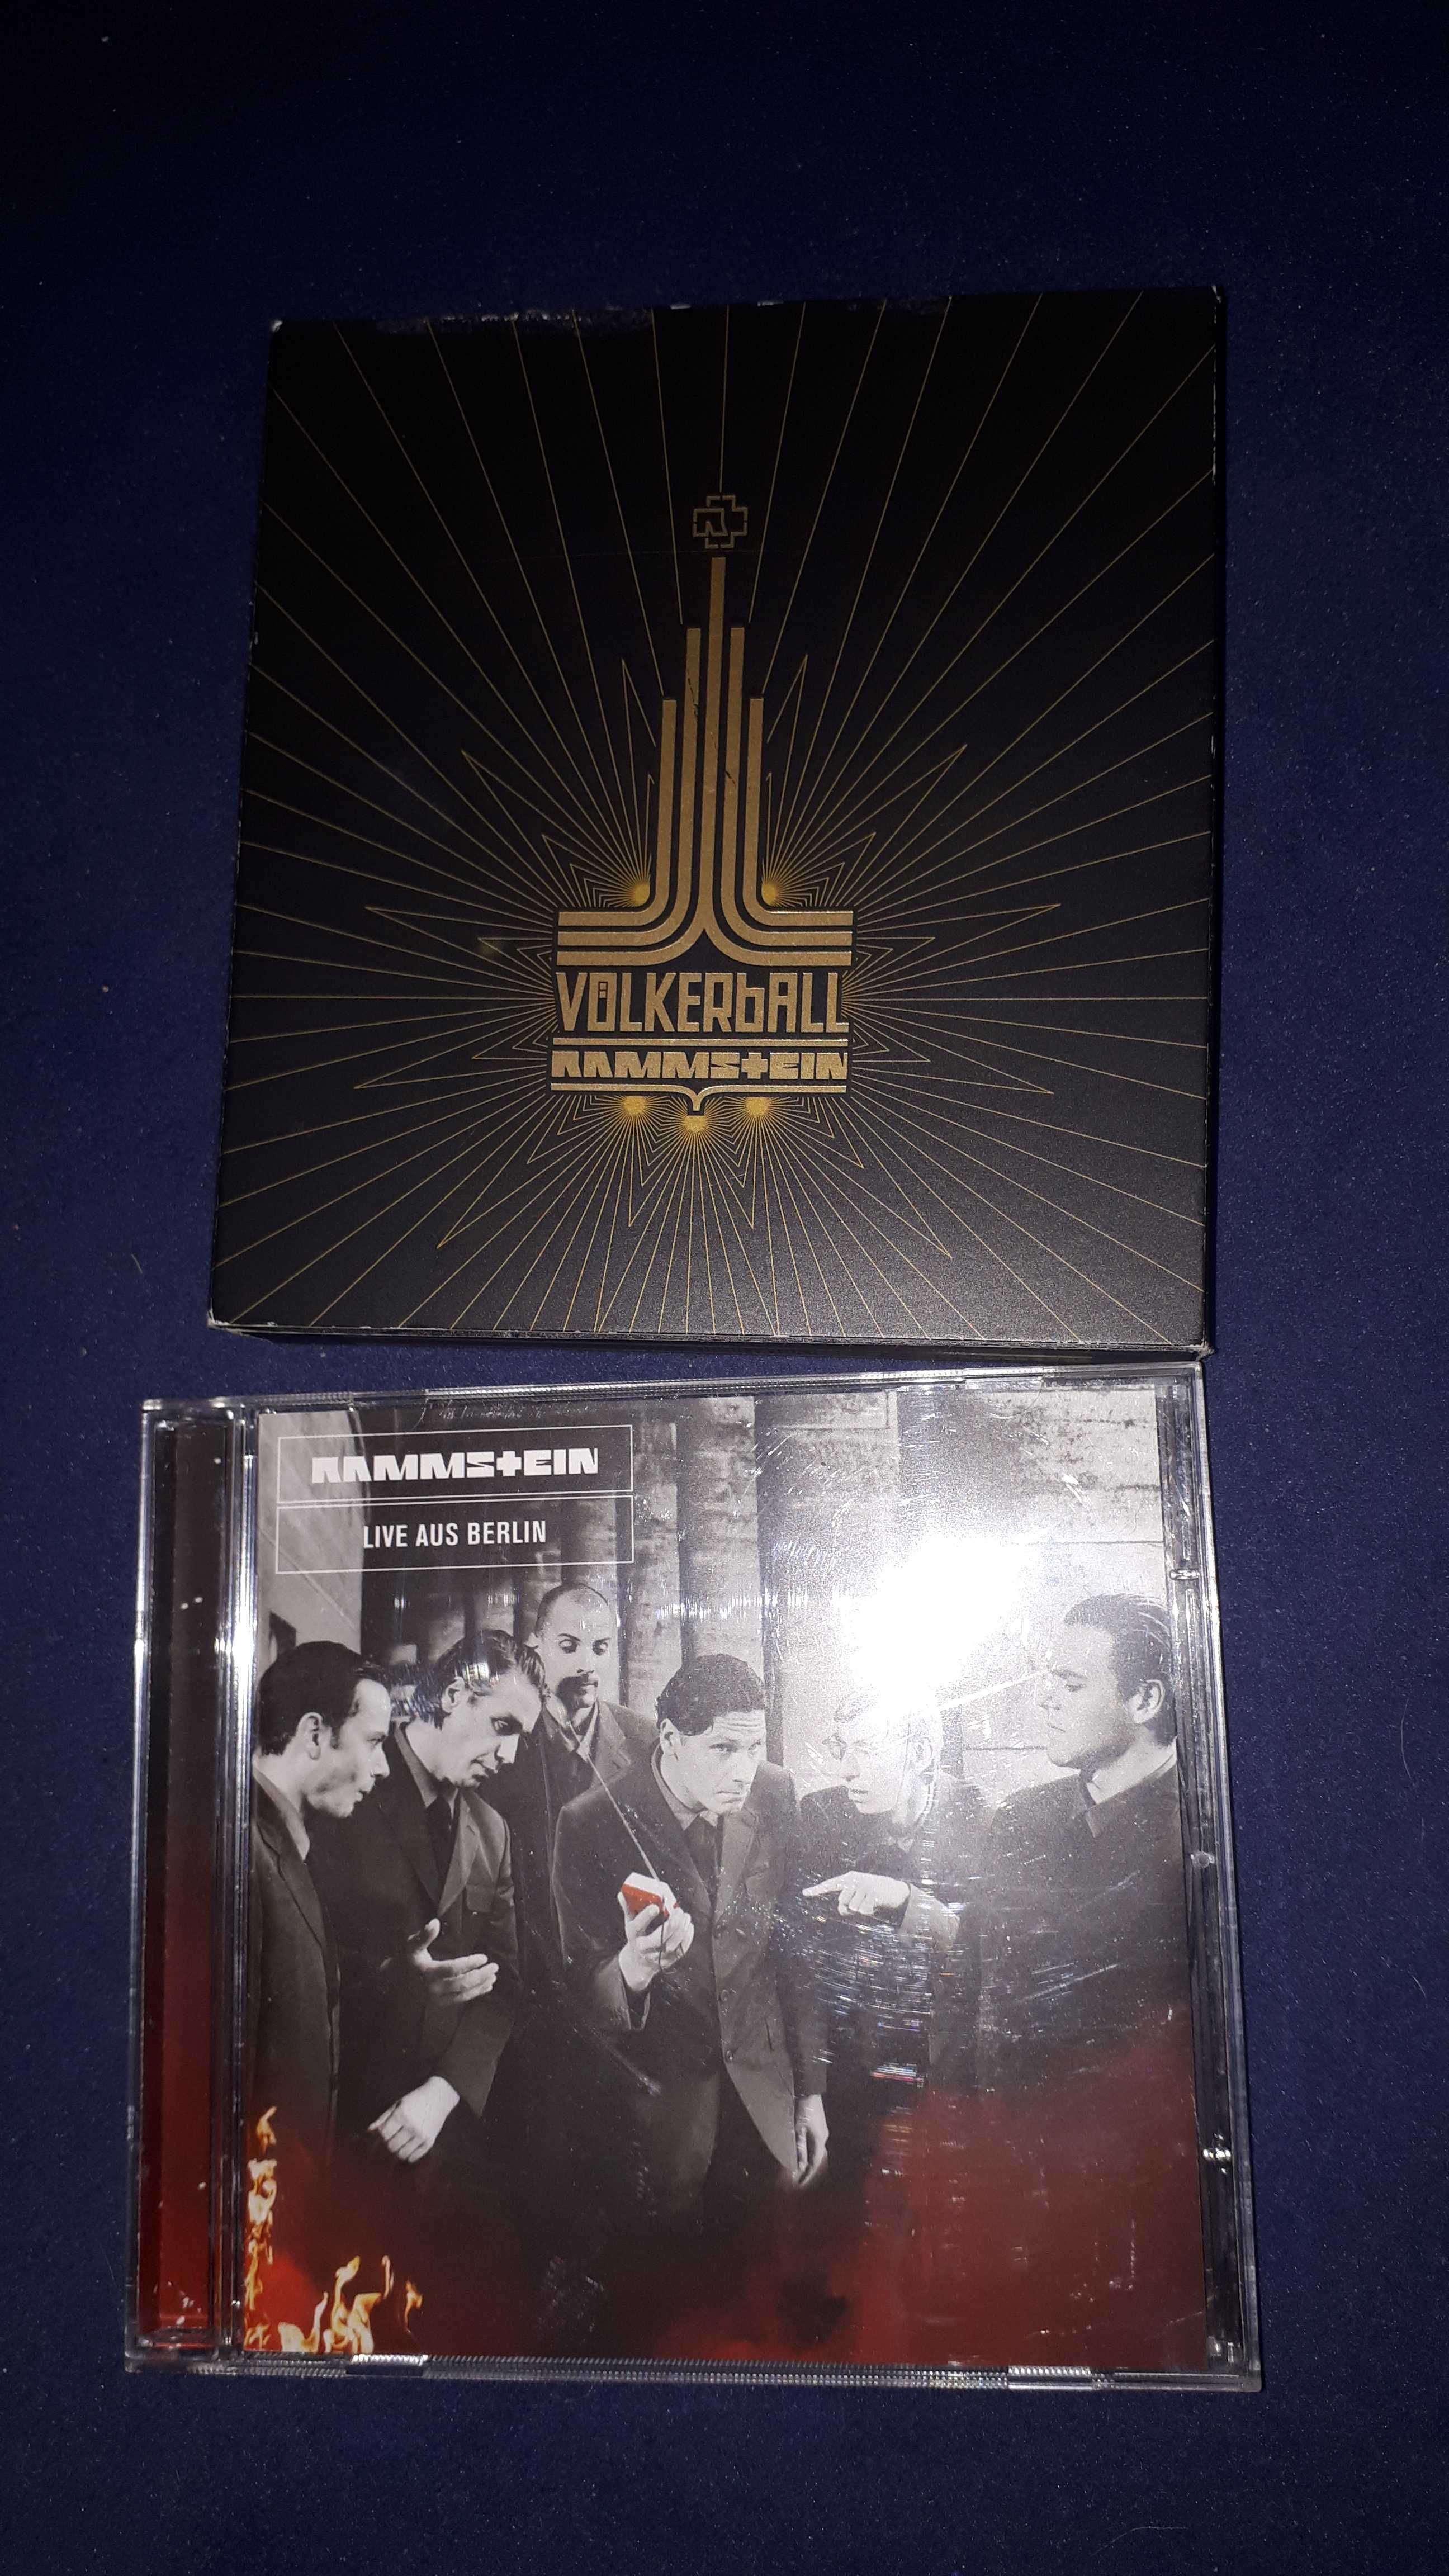 VÖLKERbALL
RAMMSTEIN
RAMMSTEIN
LIVE AUS BERLIN